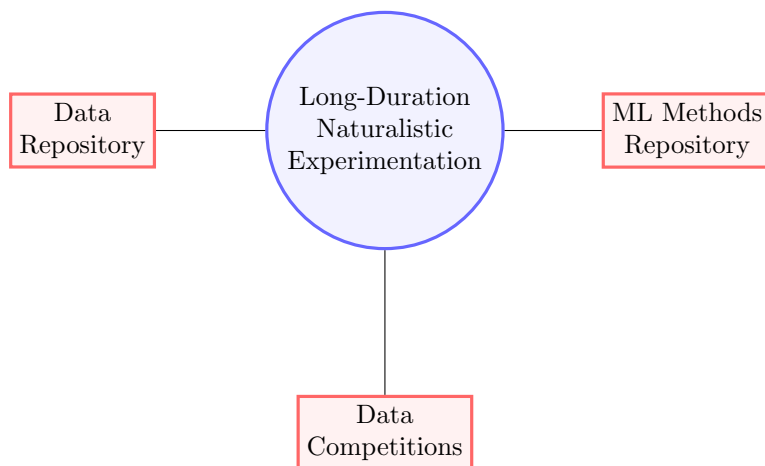 Long-Duration
Naturalistic
Experimentation
Data
Repository
ML Methods
Repository
Data
Competitions